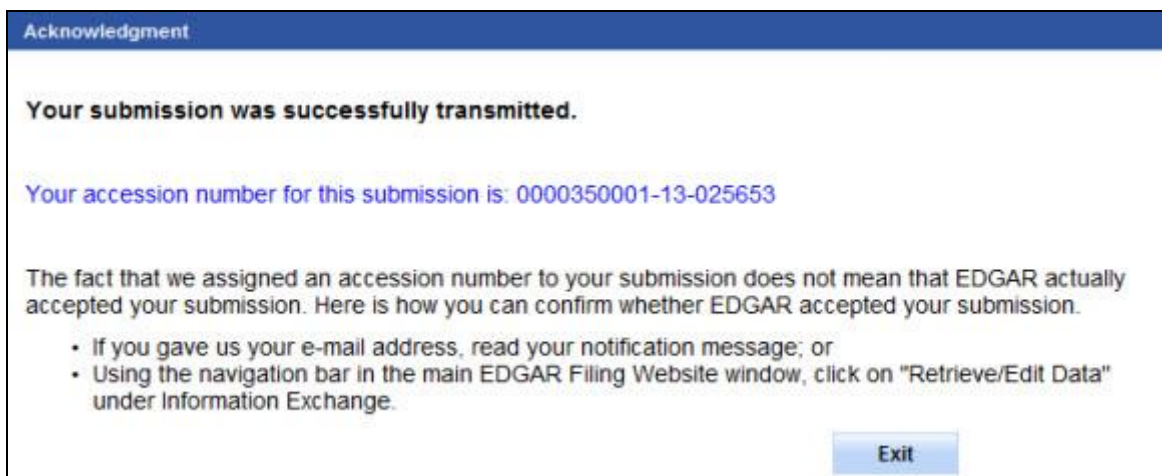 Acknowledgment
Your submission was successfully transmitted.
Your accession number for this submission is: 0000350001-13-025653
The fact that we assigned an accession number to your submission does not mean that EDGAR actually
accepted your submission. Here is how you can confirm whether EDGAR accepted your submission.
• If you gave us your e-mail address, read your notification message; or
• Using the navigation bar in the main EDGAR Filing Website window, click on "Retrieve/Edit Data"
under Information Exchange.
Exit